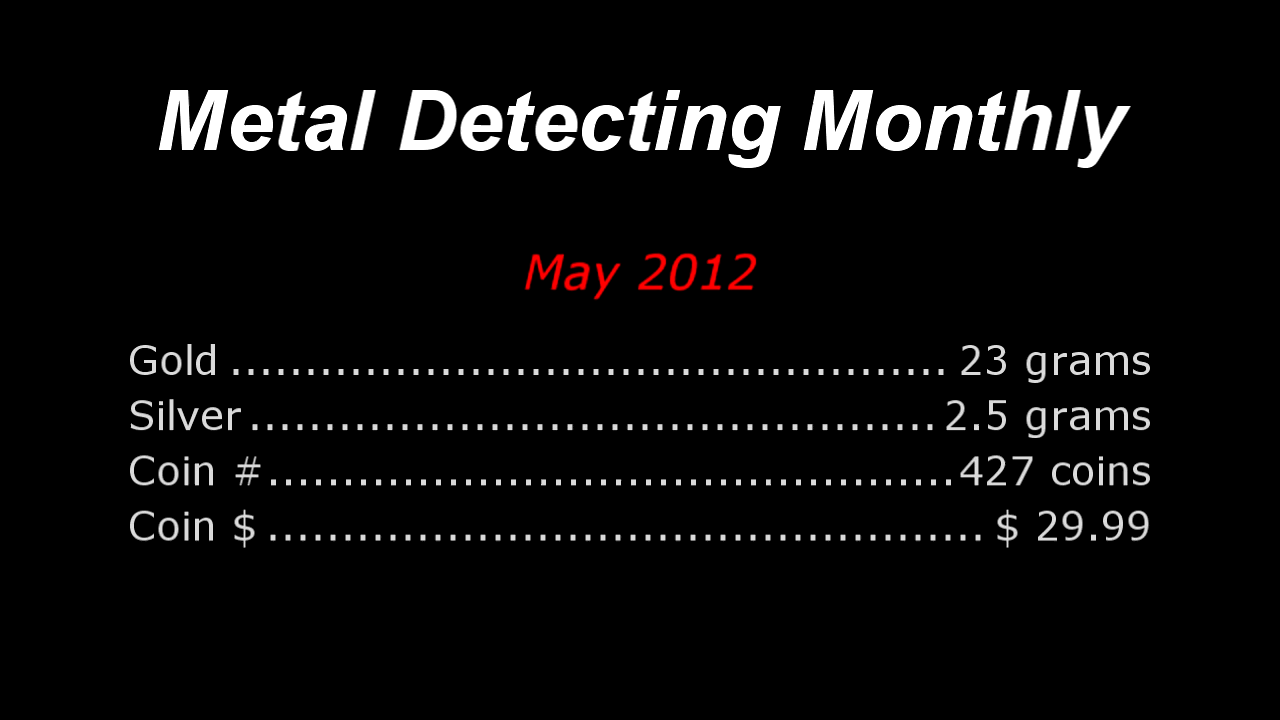 Metal Detecting Monthly
May 2012
Gold ................................................ 23 grams
Silver .............................................. 2.5 grams
Coin # .............................................. 427 coins
Coin $ ................................................ $ 29.99